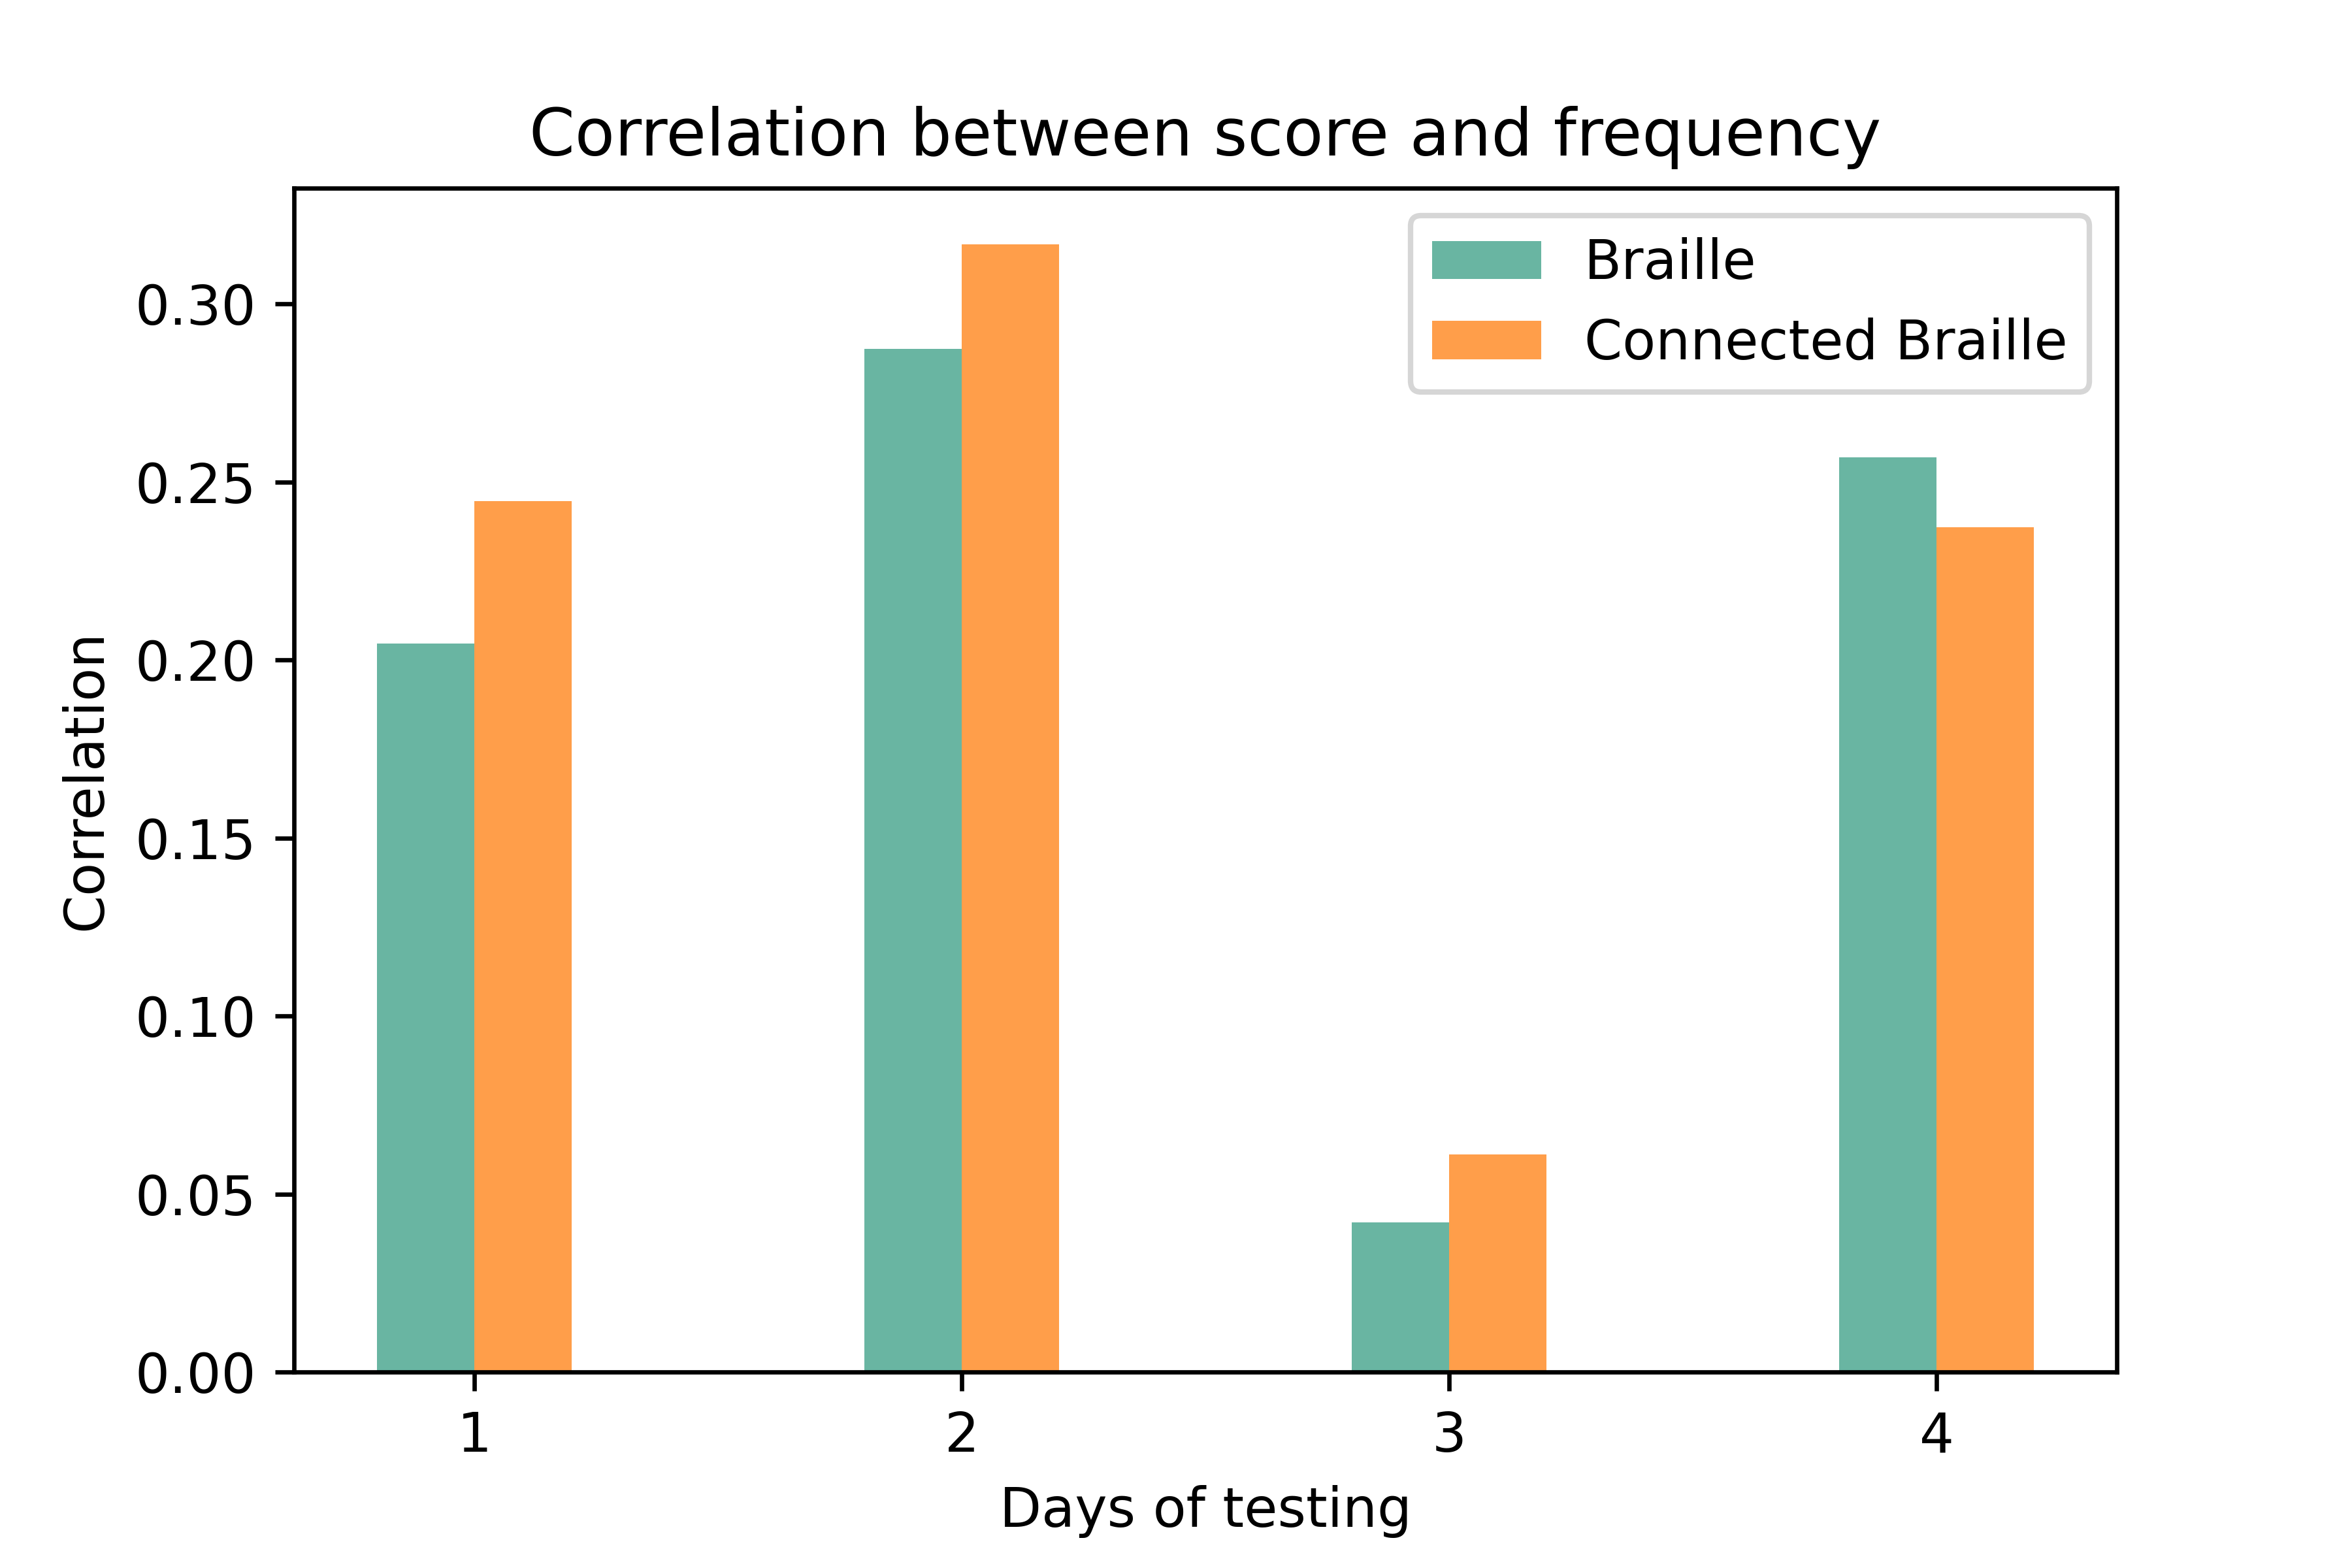 Correlation between score and frequency
Braille
Connected Braille
0.30
0.25
0.20
0.15
0.10
0.05
0.00
Correlation
1 2 3 4
Days of testing